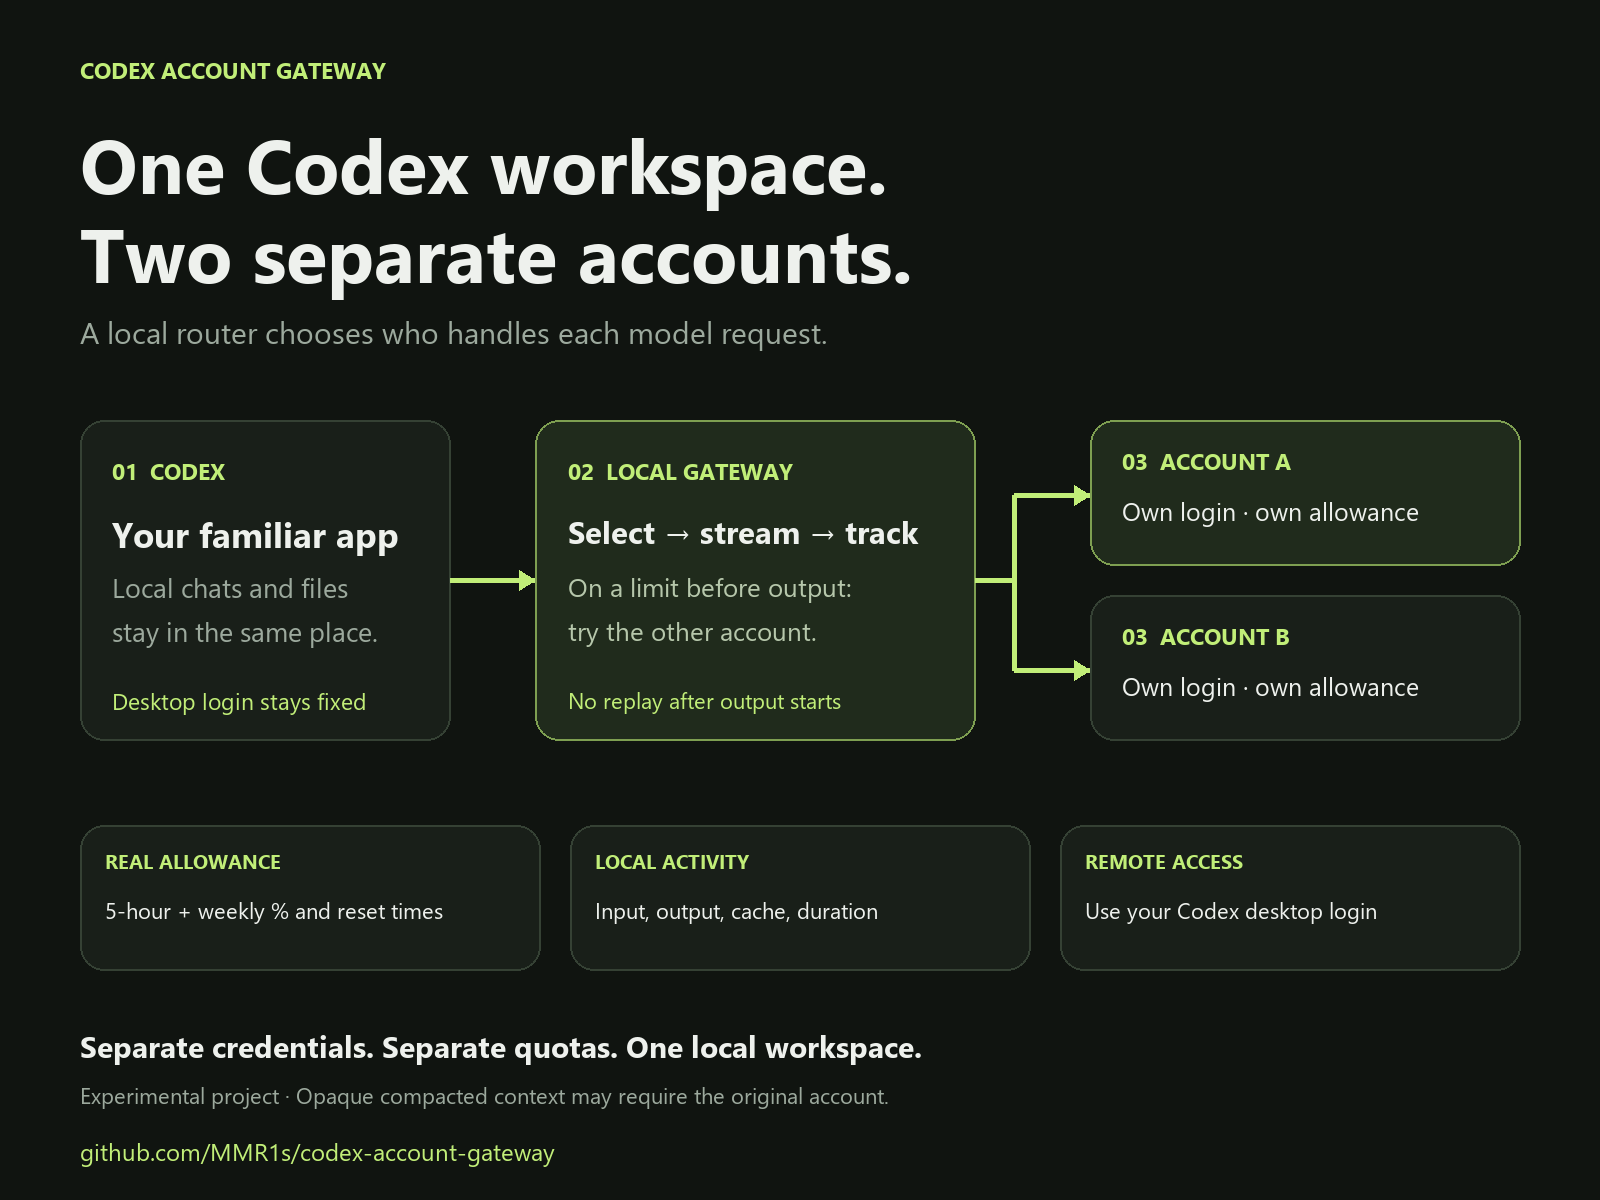 CODEX ACCOUNT GATEWAY
One Codex workspace.
Two separate accounts.
A local router chooses who handles each model request.
01 CODEX
Your familiar app
Local chats and files
stay in the same place.
Desktop login stays fixed
02 LOCAL GATEWAY
Select → stream → track
On a limit before output:
try the other account.
No replay after output starts
03 ACCOUNT A
Own login · own allowance
03 ACCOUNT B
Own login · own allowance
REAL ALLOWANCE
5-hour + weekly % and reset times
LOCAL ACTIVITY
Input, output, cache, duration
REMOTE ACCESS
Use your Codex desktop login
Separate credentials. Separate quotas. One local workspace.
Experimental project · Opaque compacted context may require the original account.
github.com/MMR1s/codex-account-gateway